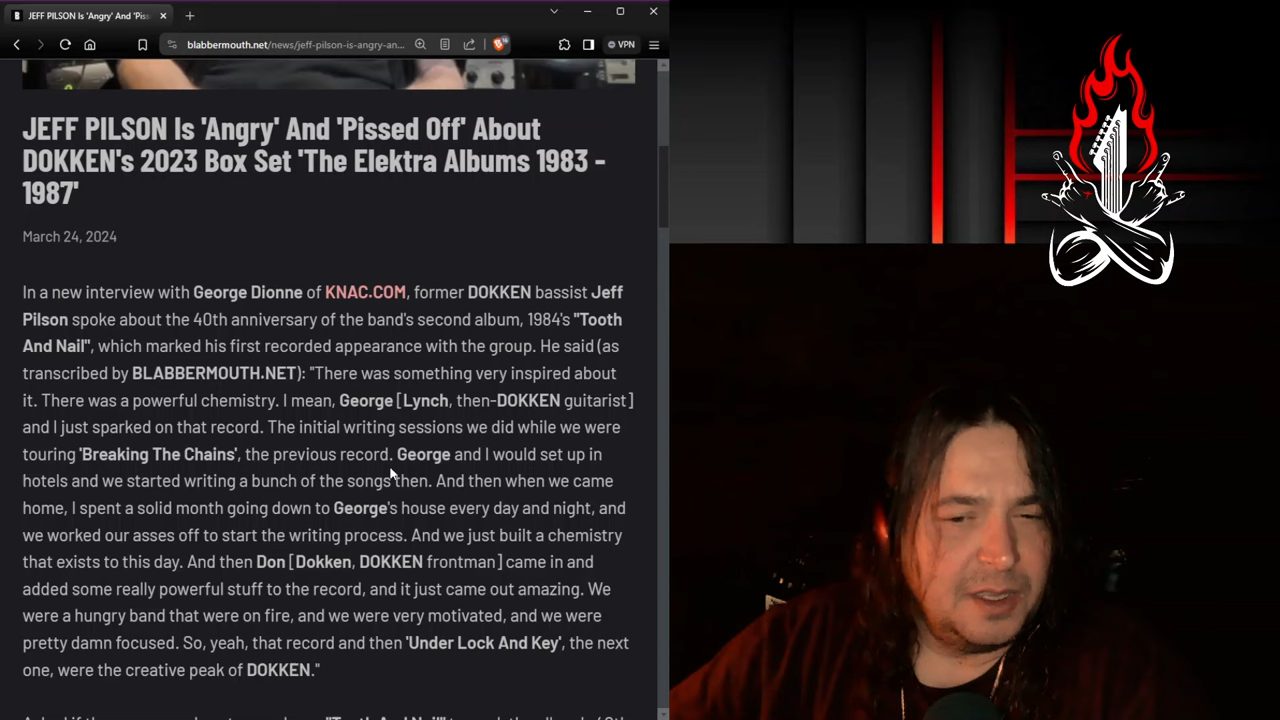 JEFF PILSON Is 'Angry' And 'Piss
blabbermouth.net/news/jeff-pilson-is-angry-an...
VPN
JEFF PILSON Is 'Angry' And 'Pissed Off' About
DOKKEN's 2023 Box Set 'The Elektra Albums 1983 -
1987'
March 24, 2024
In a new interview with George Dionne of KNAC.COM, former DOKKEN bassist Jeff
Pilson spoke about the 40th anniversary of the band's second album, 1984's "Tooth
And Nail", which marked his first recorded appearance with the group. He said (as
transcribed by BLABBERMOUTH.NET): "There was something very inspired about
it. There was a powerful chemistry. I mean, George [Lynch, then-DOKKEN guitarist]
and I just sparked on that record. The initial writing sessions we did while we were
touring 'Breaking The Chains', the previous record. George and I would set up in
hotels and we started writing a bunch of the songs then. And then when we came
home, I spent a solid month going down to George's house every day and night, and
we worked our asses off to start the writing process. And we just built a chemistry
that exists to this day. And then Don [Dokken, DOKKEN frontman] came in and
added some really powerful stuff to the record, and it just came out amazing. We
were a hungry band that were on fire, and we were very motivated, and we were
pretty damn focused. So, yeah, that record and then 'Under Lock And Key', the next
one, were the creative peak of DOKKEN."